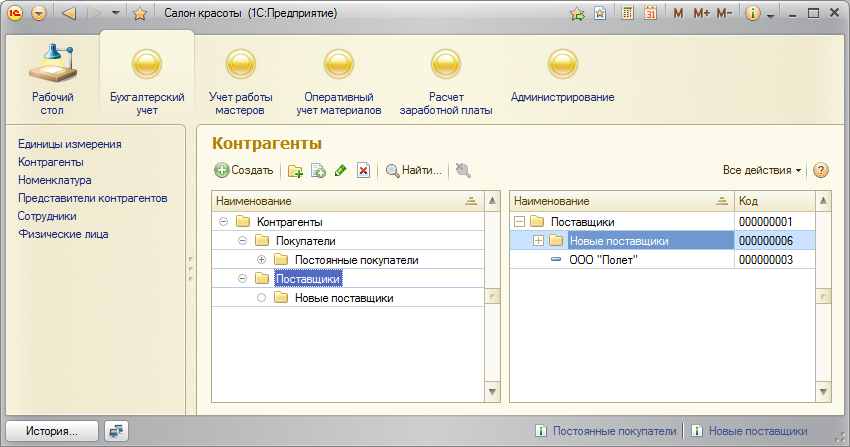 Салон красоты (1С:Предприятие)
M M+ M-
Рабочий
стол
Бухгалтерский
учет
Учет работы
мастеров
Оперативный
учет материалов
Расчет
заработной платы
Администрирование
Единицы измерения
Контрагенты
Номенклатура
Представители контрагентов
Сотрудники
Физические лица
Контрагенты
Создать
Найти...
Все действия
Наименование
Контрагенты
Покупатели
Постоянные покупатели
Поставщики
Новые поставщики
Наименование Код
Поставщики 000000001
Новые поставщики 000000006
ООО "Полет" 000000003
История...
Постоянные покупатели
Новые поставщики